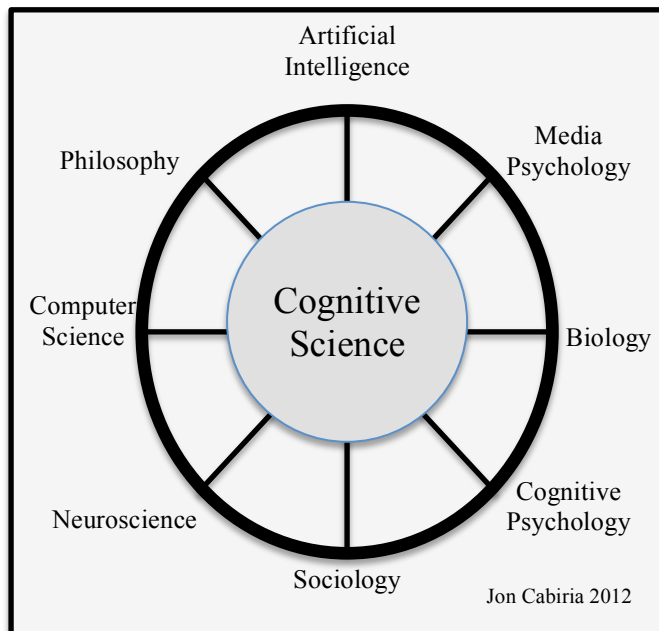 Artificial
Intelligence
Philosophy
Media
Psychology
Computer
Science
Cognitive
Science
Biology
Neuroscience
Cognitive
Psychology
Sociology
Jon Cabiria 2012